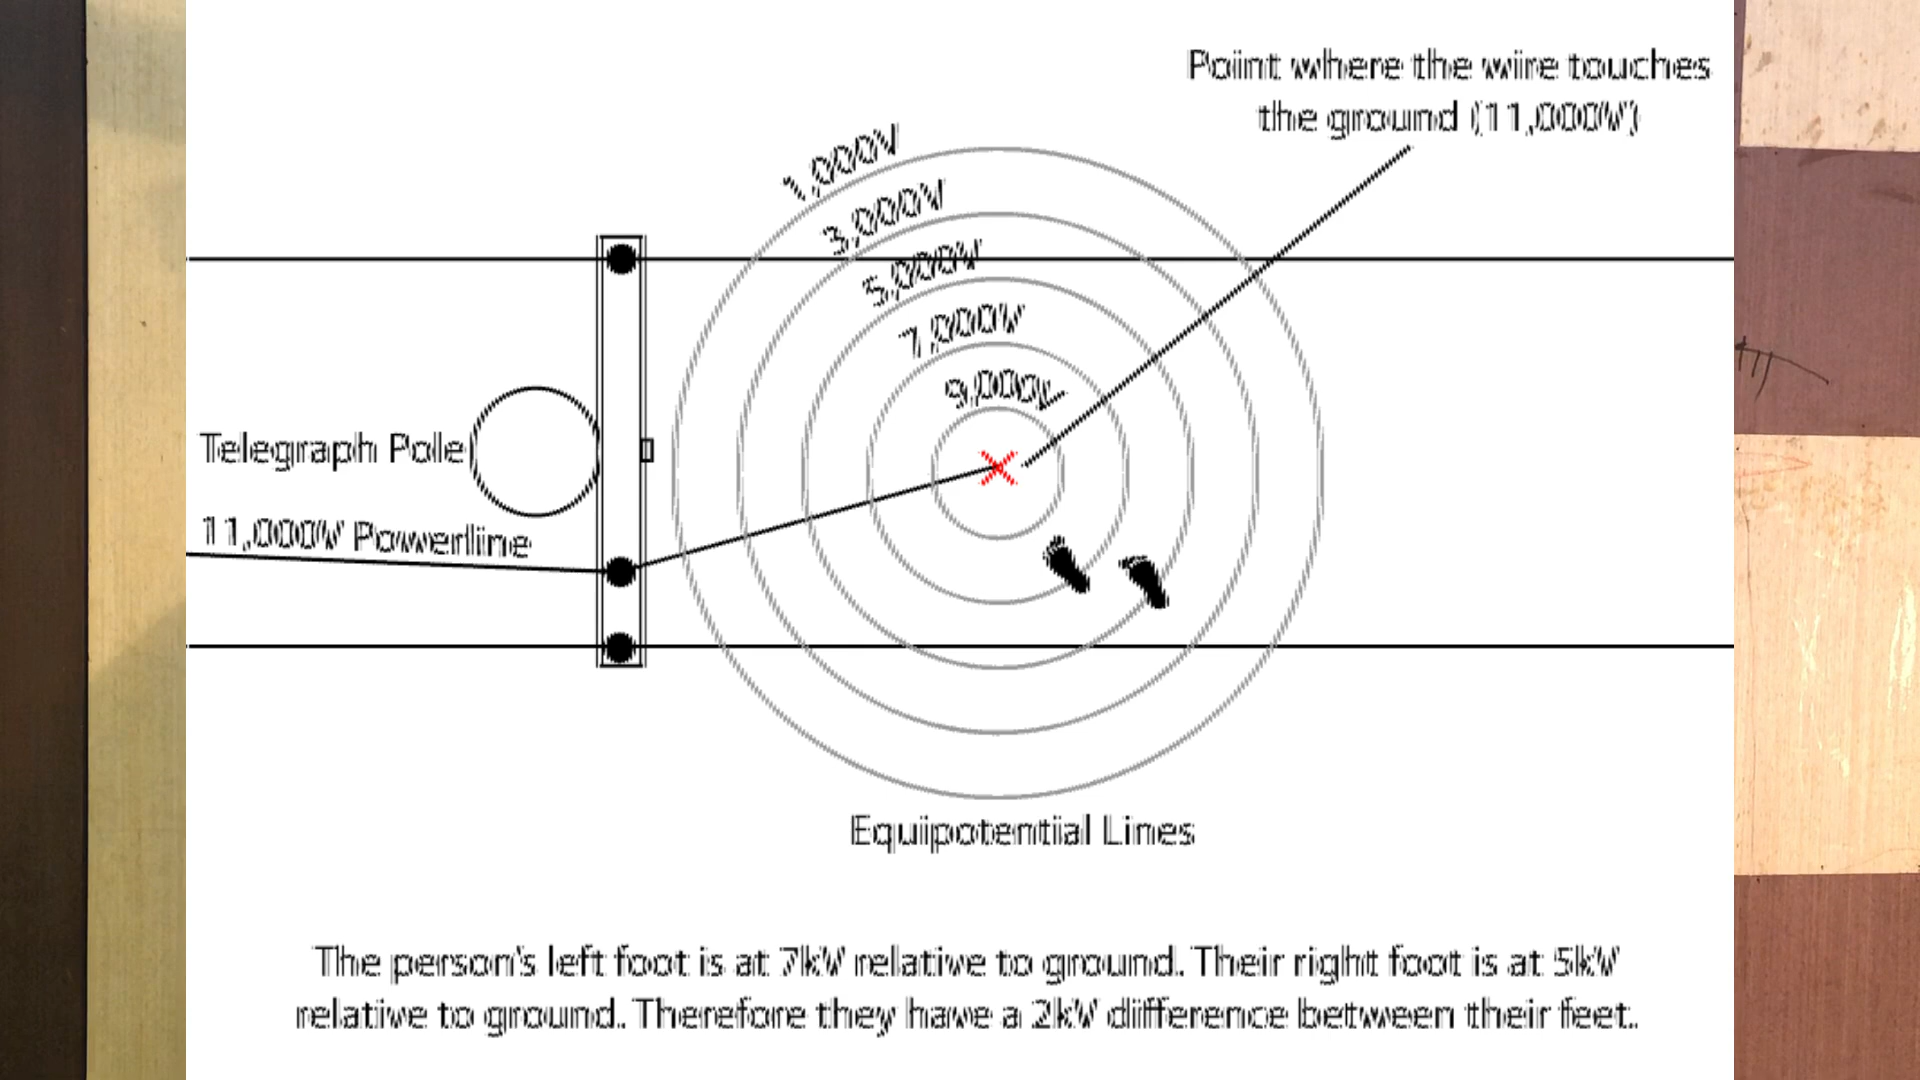 Point where the wire touches
the ground (11,000V)
1,000V
3,000V
5,000V
7,000V
9,000V
Telegraph Pole
11,000V Powerline
Equipotential Lines
The person's left foot is at 7kV relative to ground. Their right foot is at 5kV
relative to ground. Therefore they have a 2kV difference between their feet.